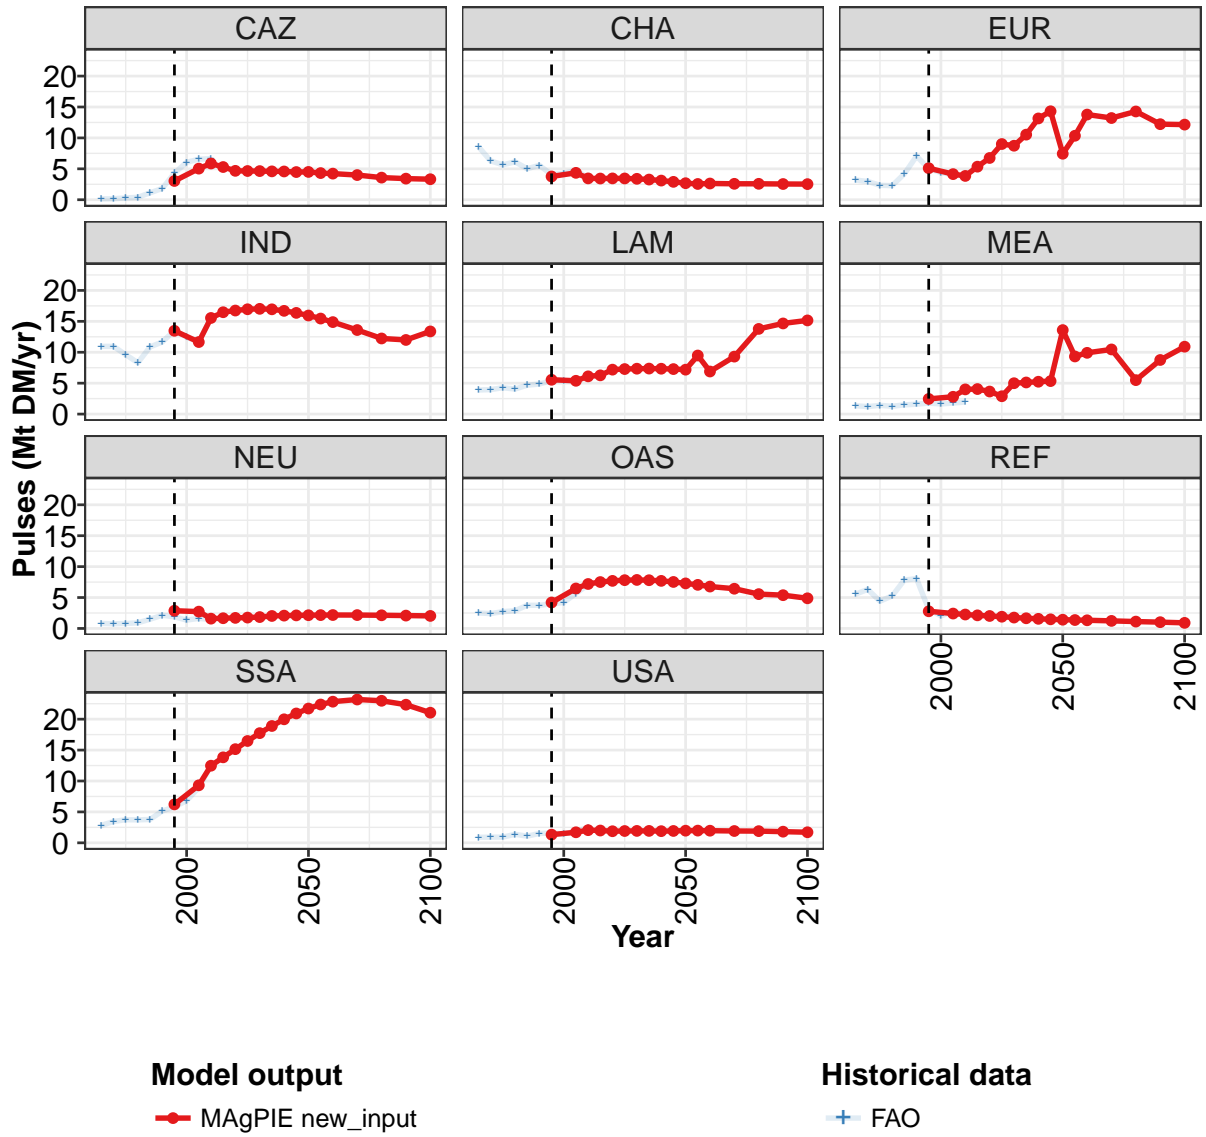 CAZ CHA EUR
20
15
10
5
0
IND LAM MEA
20
15
10
5
0
NEU OAS REF
20
15
10
5
0
2000 2050 2100
SSA USA
20
15
10
5
0
2000 2050 2100 2000 2050 2100
Pulses (Mt DM/yr)
Year
Model output Historical data
MAgPIE new_input FAO